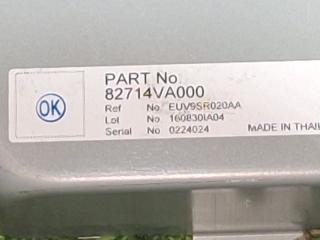 PART No
82714VA000
OK
Ref No. EUV9SR020AA
Lot No 160830IA04
Serial No 0224024
MADE IN THAI